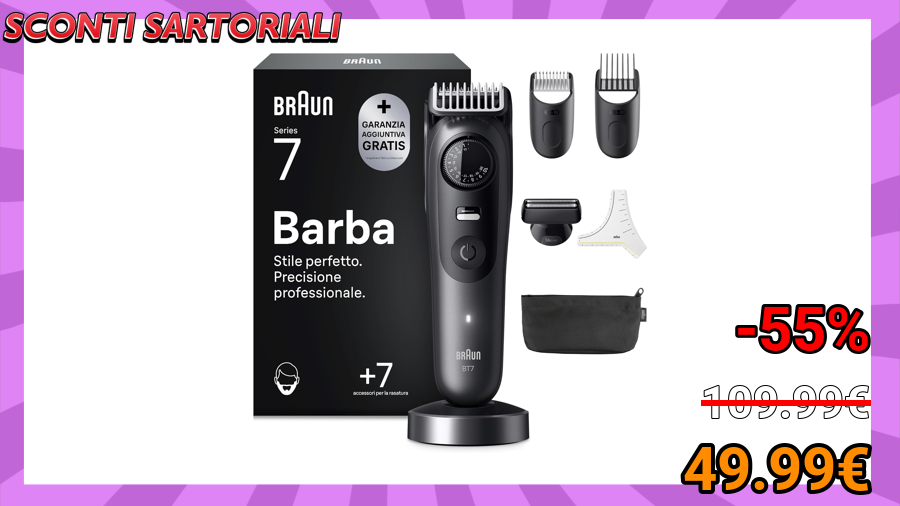 SCONTI SARTORIALI
BRAUN
BRAUN
Series
7
+
GARANZIA
AGGIUNTIVA
GRATIS
Barba
Stile perfetto.
Precisione
professionale.
+7
accessori per la rasatura
BRAUN
BT7
-55%
109.99€
49.99€